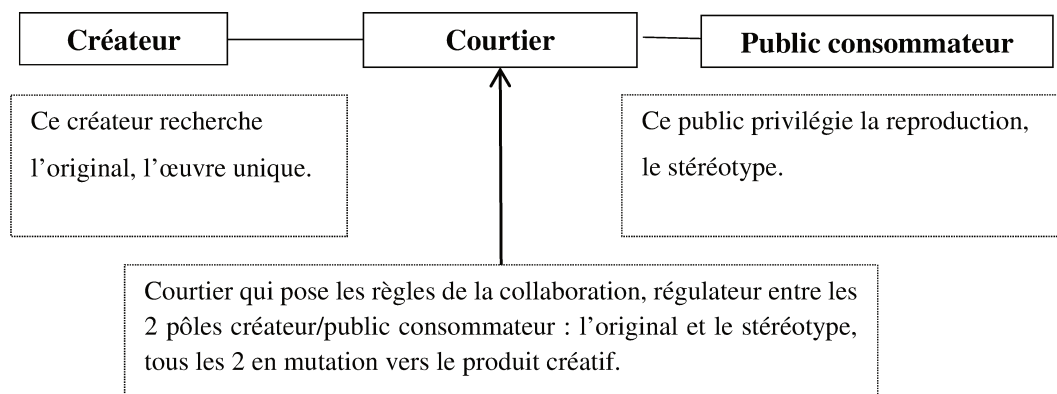 Créateur
Courtier
Public consommateur
Ce créateur recherche
l’original, l’œuvre unique.
Ce public privilégie la reproduction,
le stéréotype.
Courtier qui pose les règles de la collaboration, régulateur entre les
2 pôles créateur/public consommateur : l’original et le stéréotype,
tous les 2 en mutation vers le produit créatif.